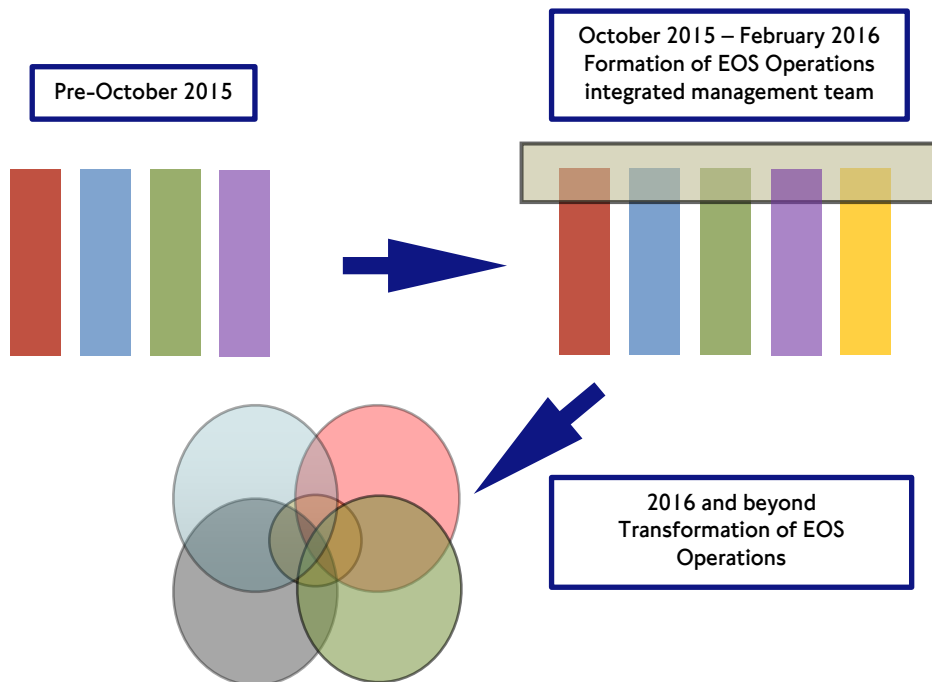 Pre-October 2015
October 2015 – February 2016
Formation of EOS Operations
integrated management team
2016 and beyond
Transformation of EOS
Operations